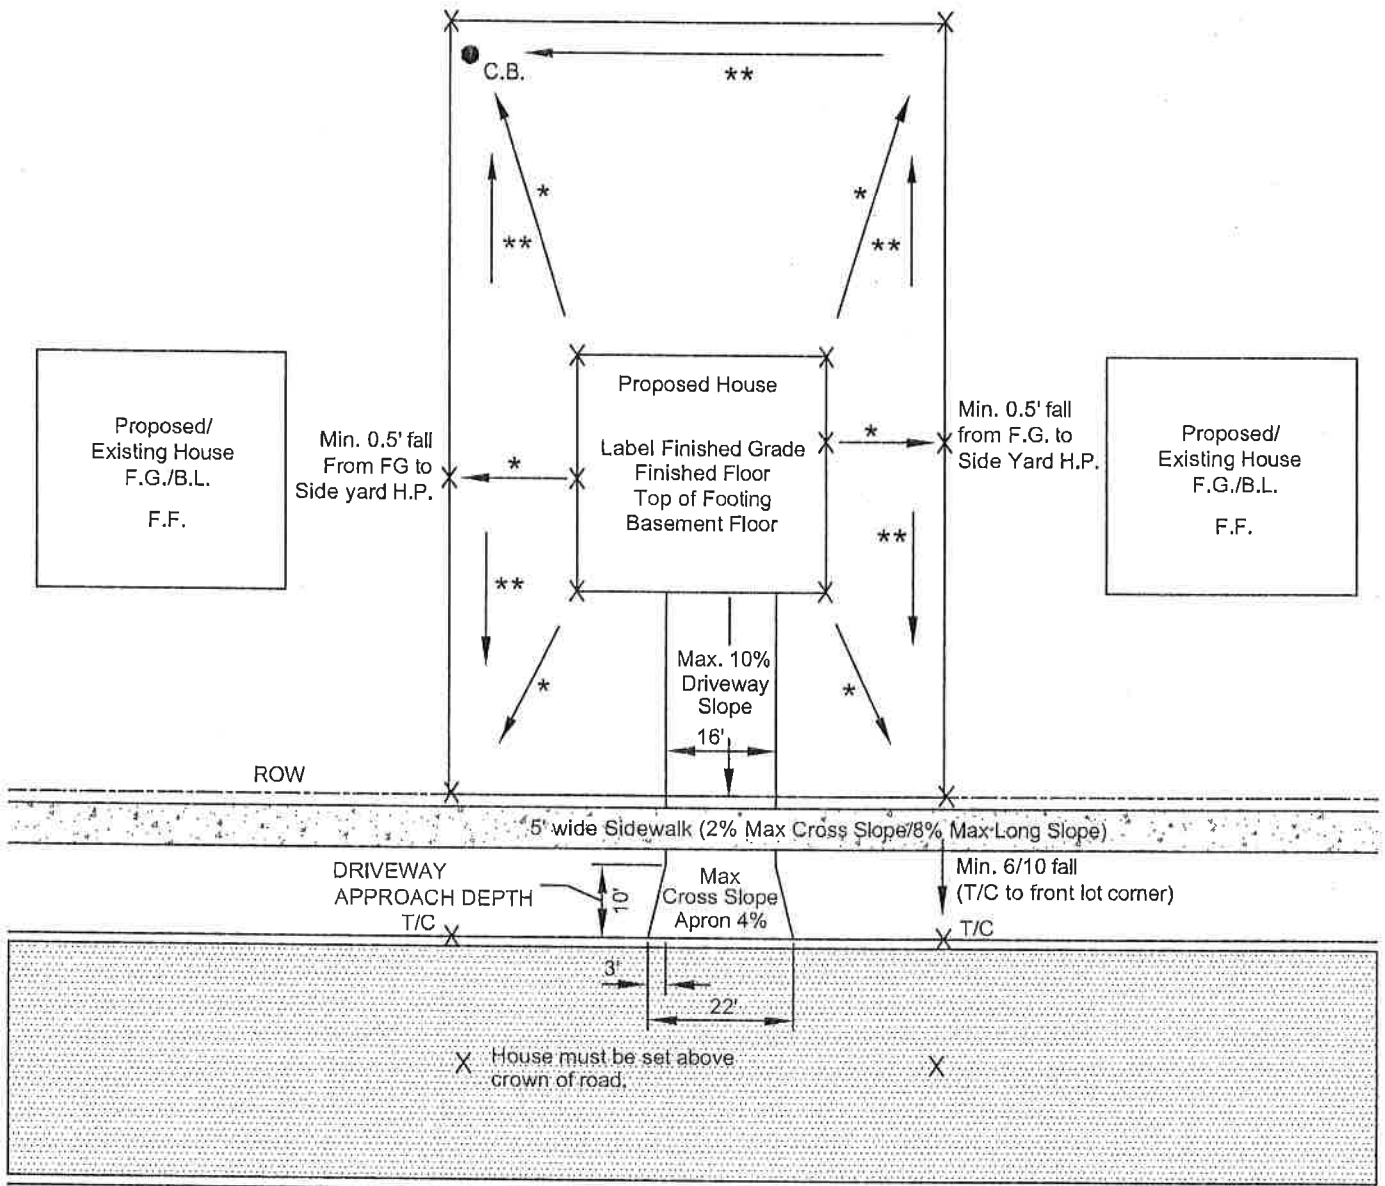 C.B.
**
*
*
**
**
Proposed/
Existing House
F.G./B.L.
F.F.
Min. 0.5' fall
From FG to
Side yard H.P.
*
Proposed House
Label Finished Grade
Finished Floor
Top of Footing
Basement Floor
*
Min. 0.5' fall
from F.G. to
Side Yard H.P.
Proposed/
Existing House
F.G./B.L.
F.F.
**
**
*
Max. 10%
Driveway
Slope
*
16'
ROW
5' wide Sidewalk (2% Max Cross Slope/8% Max Long Slope)
DRIVEWAY
APPROACH DEPTH
T/C
10'
Max
Cross Slope
Apron 4%
Min. 6/10 fall
(T/C to front lot corner)
T/C
3'
22'
X House must be set above
crown of road.
X